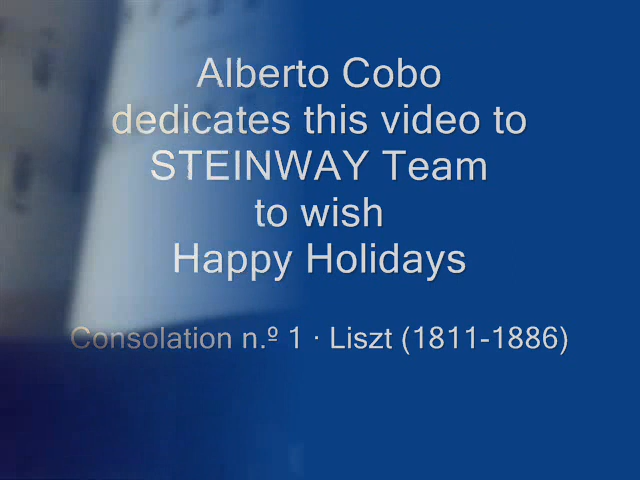 Alberto Cobo
dedicates this video to
STEINWAY Team
to wish
Happy Holidays
Consolation n.º 1 · Liszt (1811-1886)